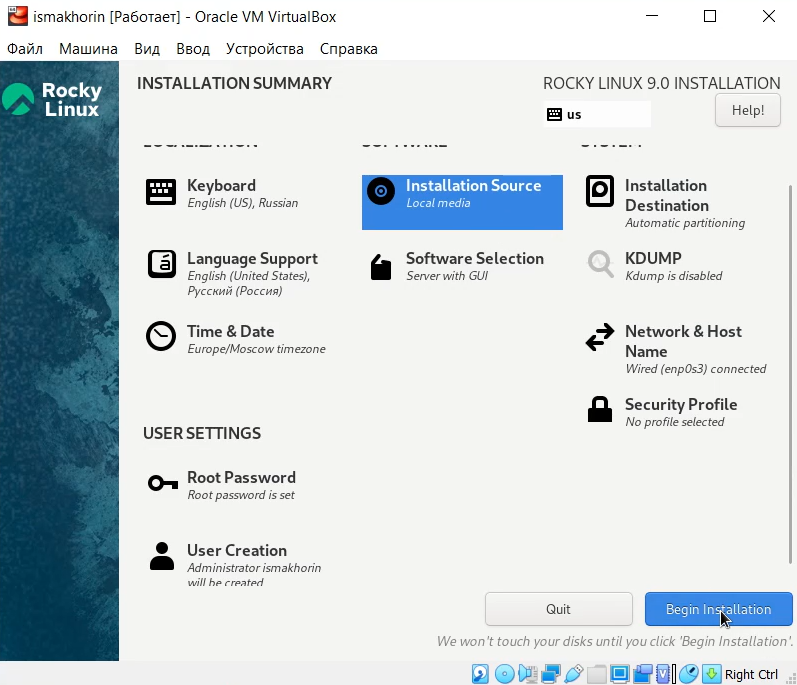 ismakhorin [Работает] - Oracle VM VirtualBox
Файл Машина Вид Ввод Устройства Справка
Rocky
Linux
INSTALLATION SUMMARY
ROCKY LINUX 9.0 INSTALLATION
us
Help!
LOCALIZATION
SOFTWARE
SYSTEM
Keyboard
English (US), Russian
Installation Source
Local media
Installation
Destination
Automatic partitioning
Language Support
English (United States),
Русский (Россия)
Software Selection
Server with GUI
KDUMP
Kdump is disabled
Time & Date
Europe/Moscow timezone
Network & Host
Name
Wired (enp0s3) connected
Security Profile
No profile selected
USER SETTINGS
Root Password
Root password is set
User Creation
Administrator ismakhorin
will be created
Quit
Begin Installation
We won't touch your disks until you click 'Begin Installation'.
Right Ctrl